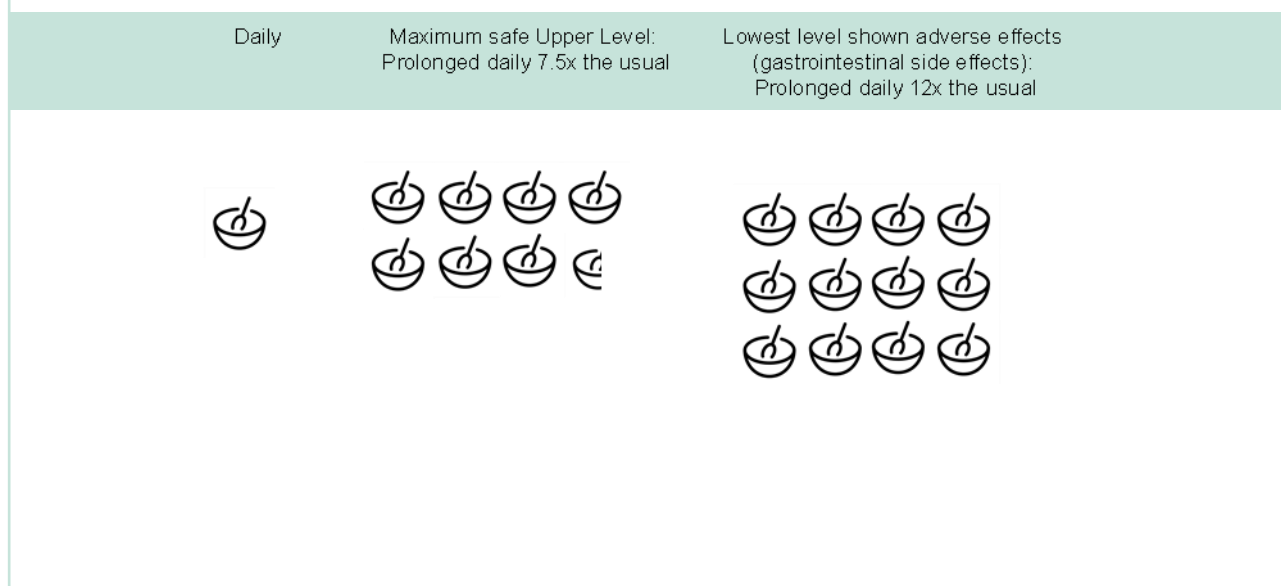 Daily
Maximum safe Upper Level:
Prolonged daily 7.5x the usual
Lowest level shown adverse effects
(gastrointestinal side effects):
Prolonged daily 12x the usual